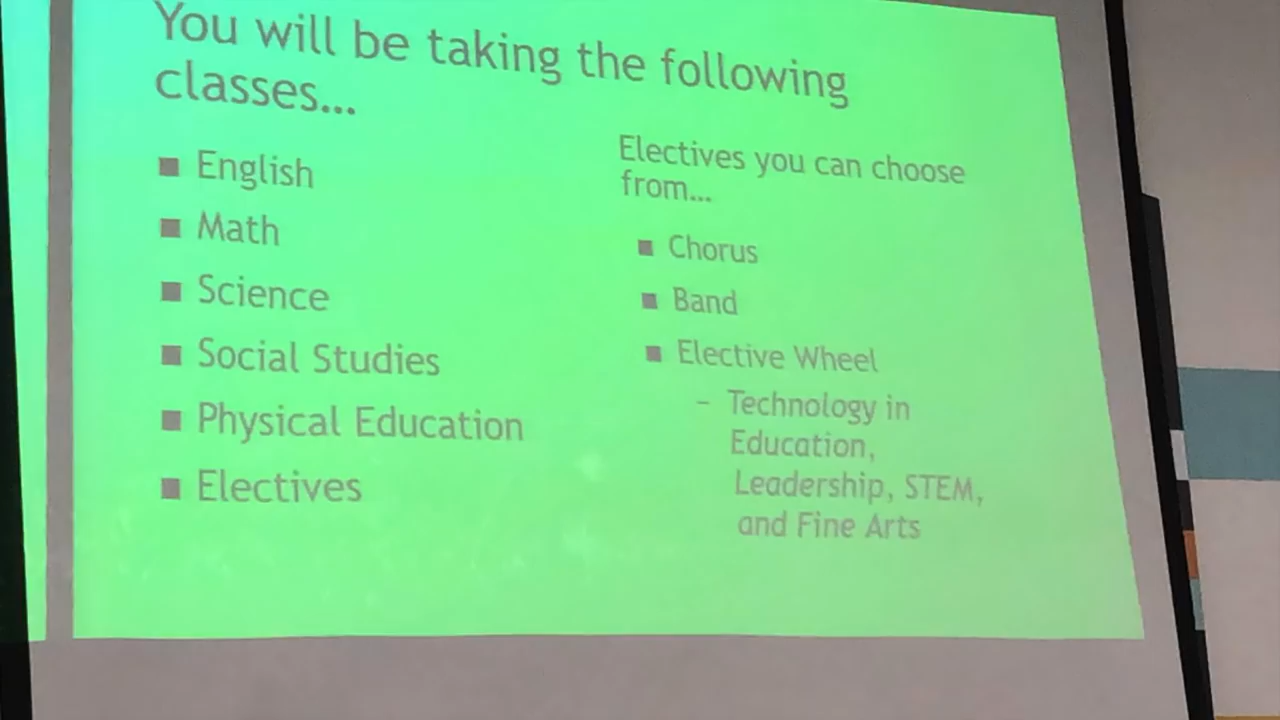 You will be taking the following
classes...
■ English
■ Math
■ Science
■ Social Studies
■ Physical Education
■ Electives
Electives you can choose
from...
■ Chorus
■ Band
■ Elective Wheel
– Technology in
Education,
Leadership, STEM,
and Fine Arts